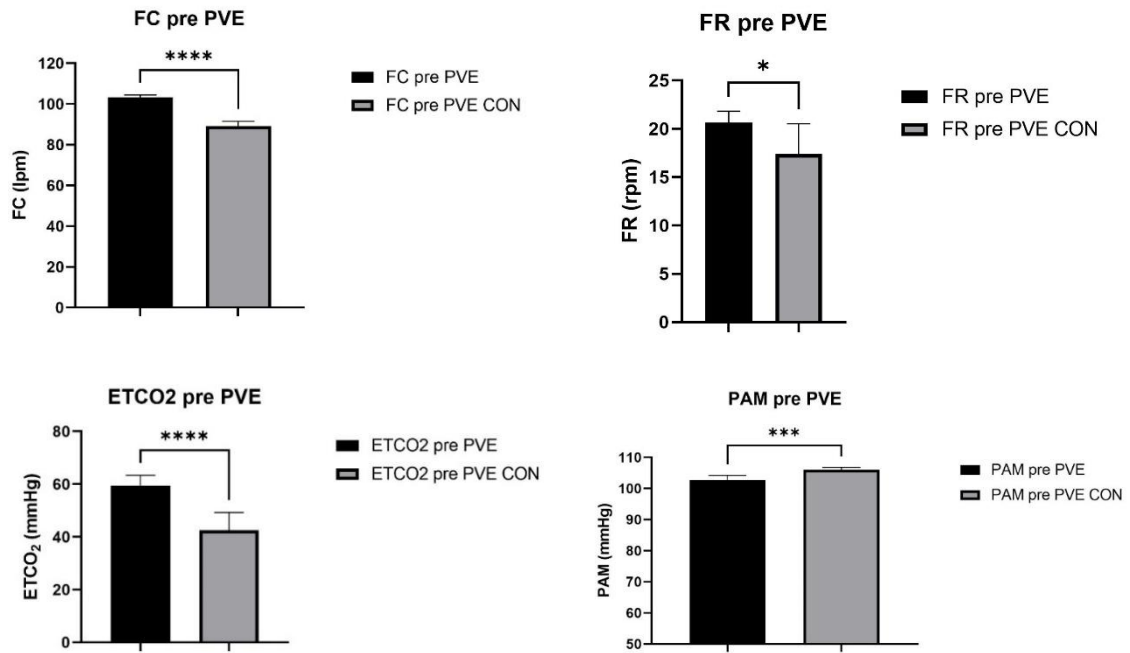 FC pre PVE
****
120
100
80
60
40
20
0
FC (lpm)
FC pre PVE
FC pre PVE CON
FR pre PVE
*
25
20
15
10
5
0
FR (rpm)
FR pre PVE
FR pre PVE CON
ETCO2 pre PVE
****
80
60
40
20
0
ETCO₂ (mmHg)
ETCO2 pre PVE
ETCO2 pre PVE CON
PAM pre PVE
***
110
100
90
80
70
60
50
PAM (mmHg)
PAM pre PVE
PAM pre PVE CON